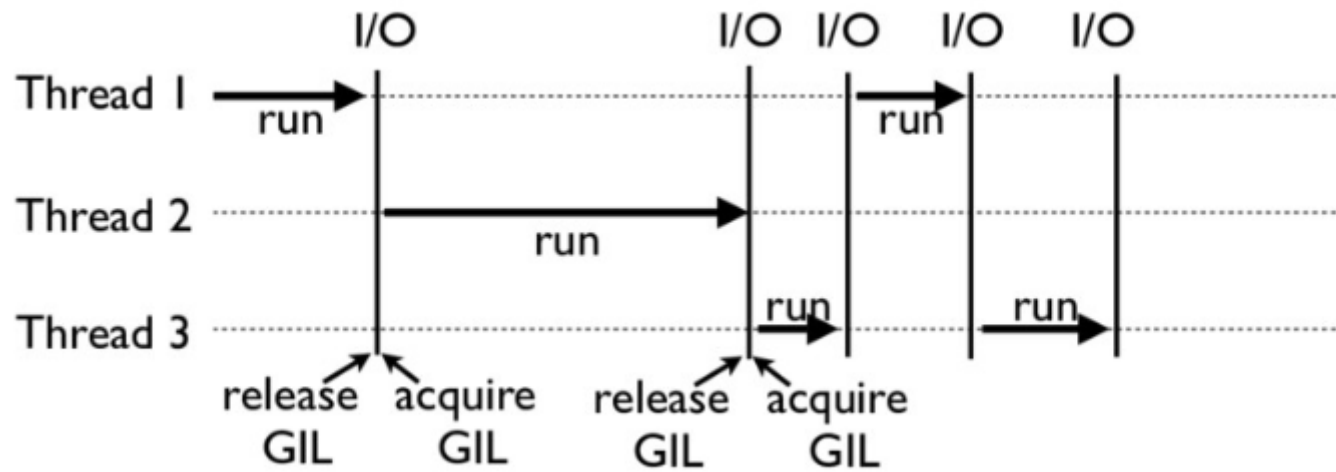 I/O I/O I/O I/O I/O
Thread 1
run run
Thread 2
run
run run
Thread 3
release acquire release acquire
GIL GIL GIL GIL